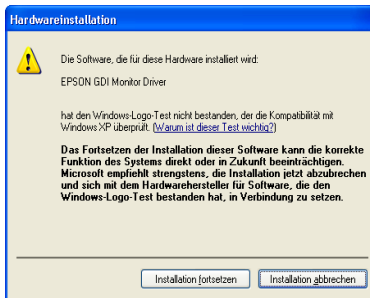 Hardwareinstallation
Die Software, die für diese Hardware installiert wird:
EPSON GDI Monitor Driver
hat den Windows-Logo-Test nicht bestanden, der die Kompatibilität mit
Windows XP überprüft. (Warum ist dieser Test wichtig?)
Das Fortsetzen der Installation dieser Software kann die korrekte
Funktion des Systems direkt oder in Zukunft beeinträchtigen.
Microsoft empfiehlt strengstens, die Installation jetzt abzubrechen
und sich mit dem Hardwarehersteller für Software, die den
Windows-Logo-Test bestanden hat, in Verbindung zu setzen.
Installation fortsetzen Installation abbrechen